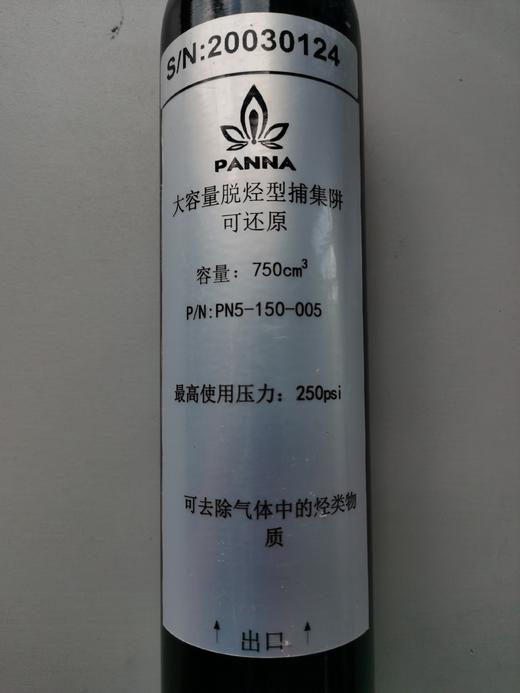 S/N:20030124
PANNA
大容量脱烃型捕集阱
可还原
容量：750cm³
P/N:PN5-150-005
最高使用压力：250psi
可去除气体中的烃类物
质
↑ 出口 ↑